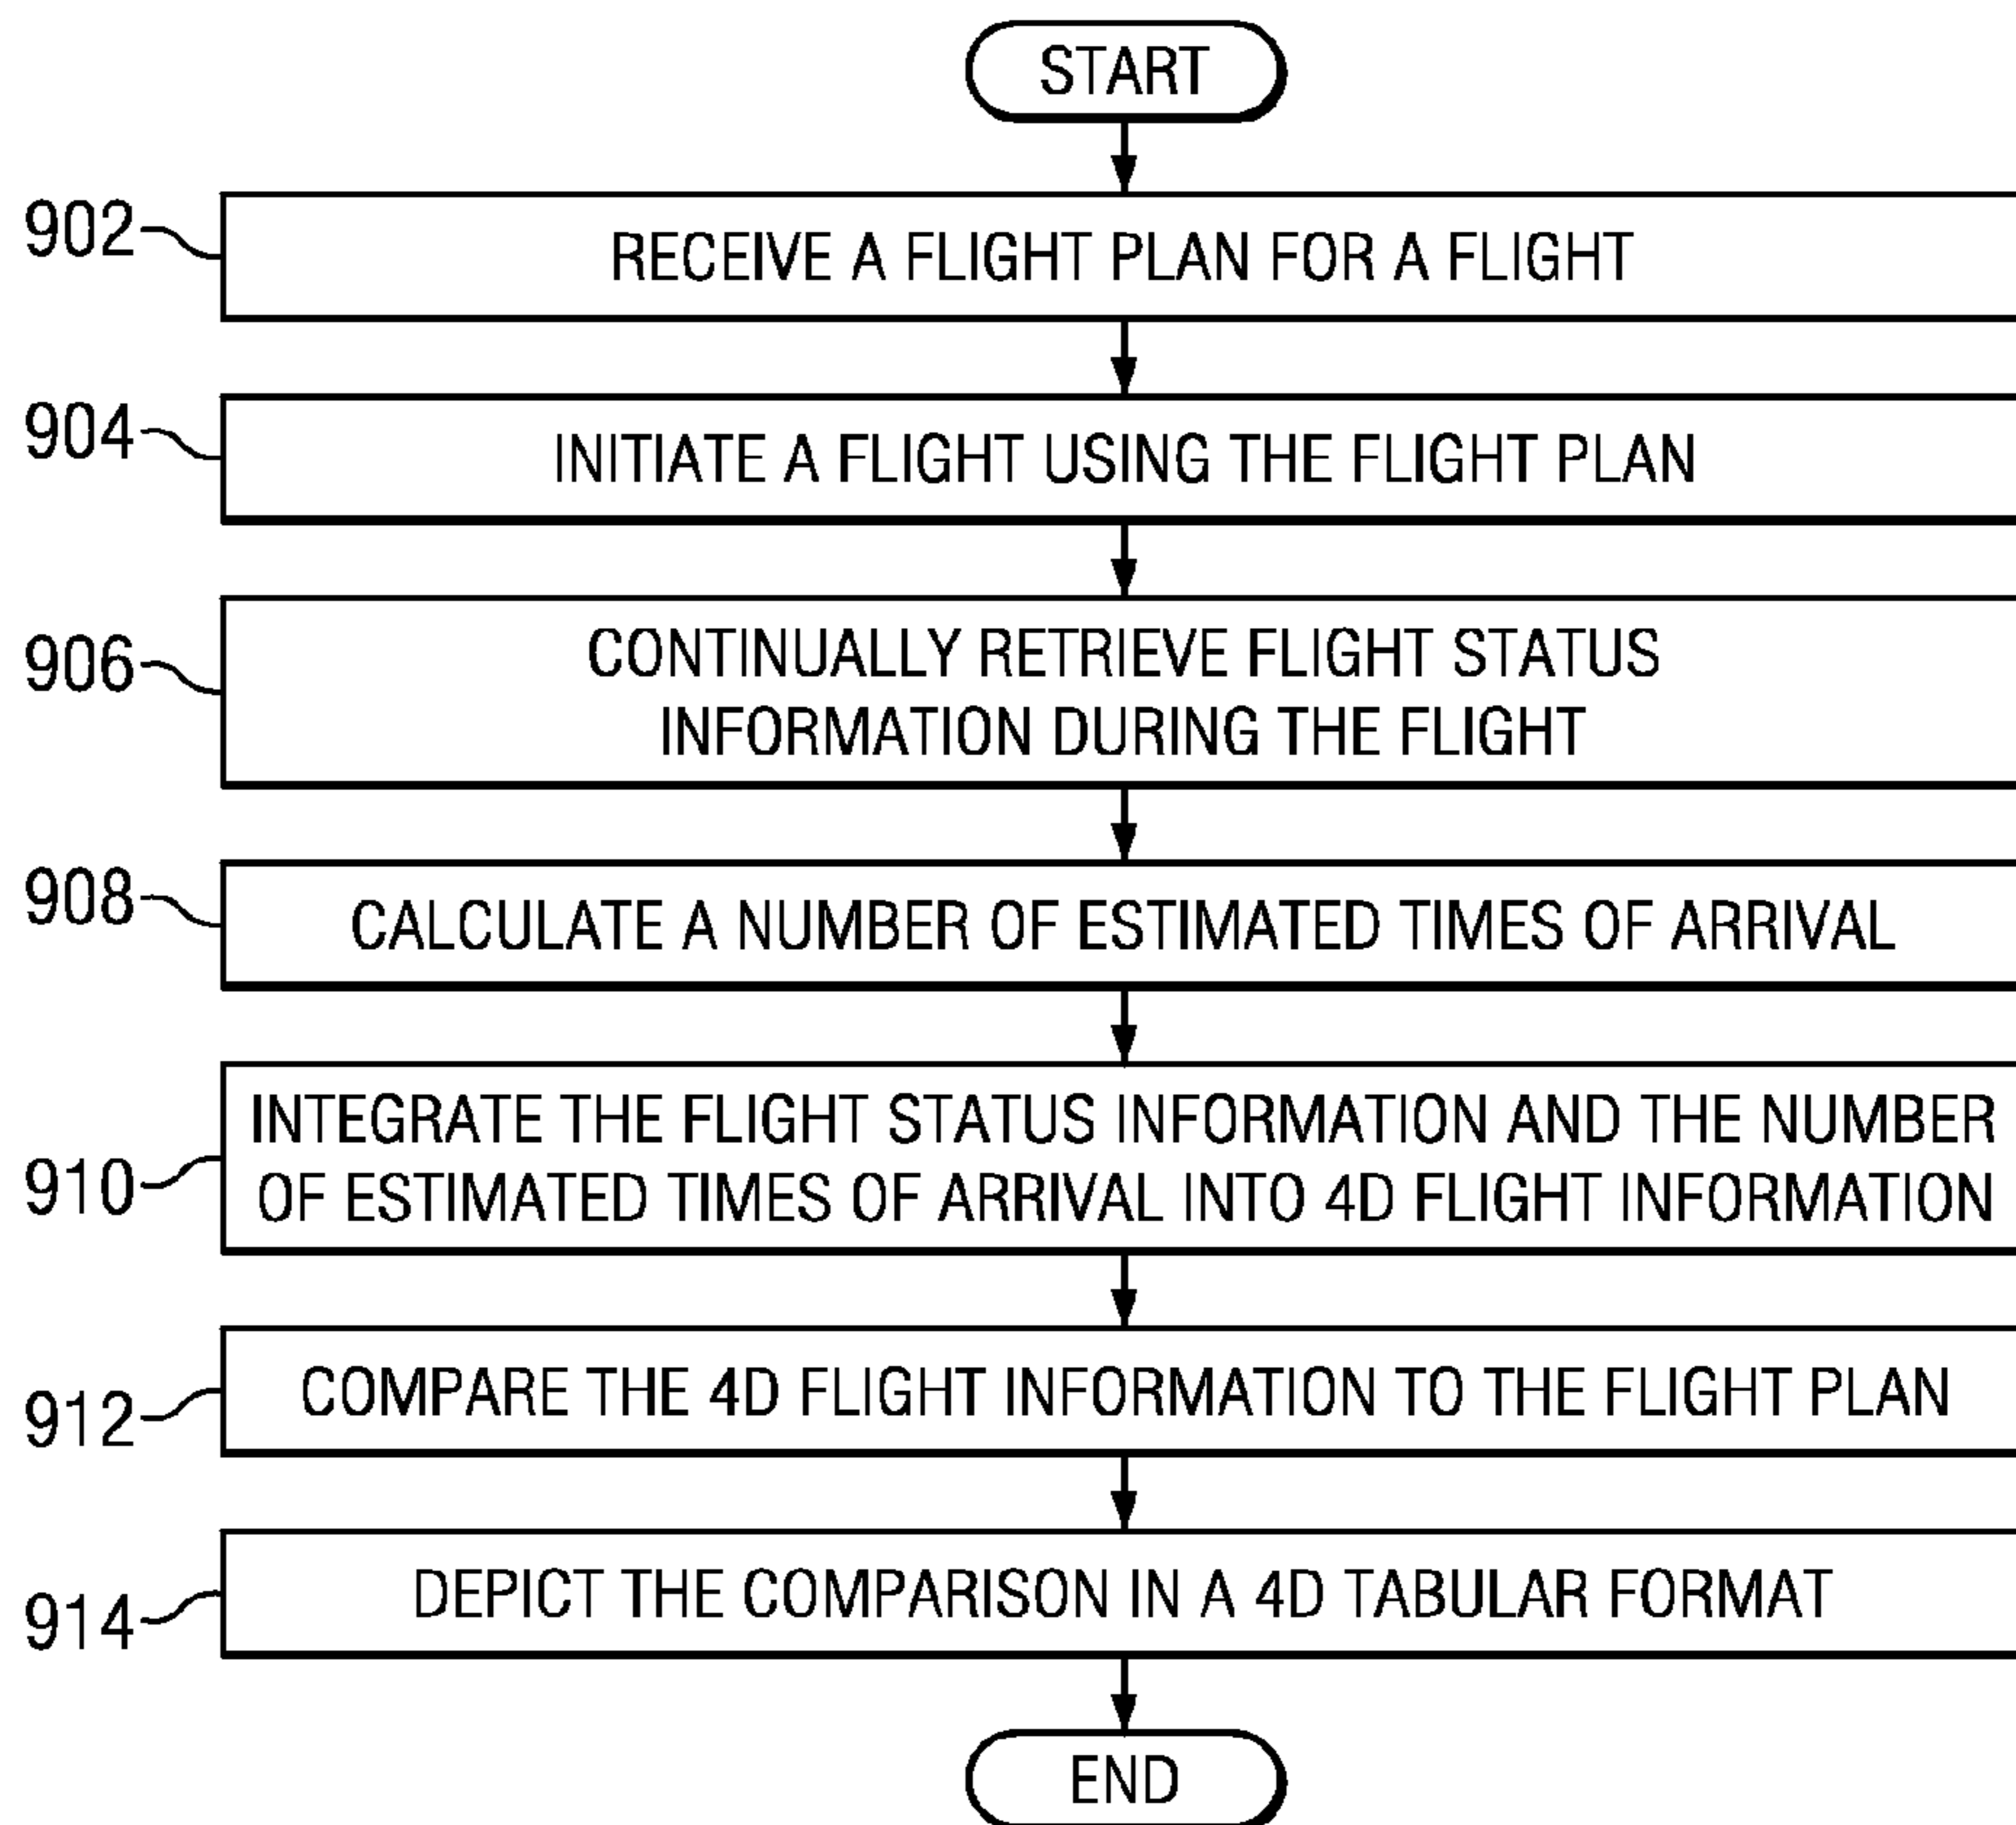 START
902
RECEIVE A FLIGHT PLAN FOR A FLIGHT
904
INITIATE A FLIGHT USING THE FLIGHT PLAN
906
CONTINUALLY RETRIEVE FLIGHT STATUS
INFORMATION DURING THE FLIGHT
908
CALCULATE A NUMBER OF ESTIMATED TIMES OF ARRIVAL
910
INTEGRATE THE FLIGHT STATUS INFORMATION AND THE NUMBER
OF ESTIMATED TIMES OF ARRIVAL INTO 4D FLIGHT INFORMATION
912
COMPARE THE 4D FLIGHT INFORMATION TO THE FLIGHT PLAN
914
DEPICT THE COMPARISON IN A 4D TABULAR FORMAT
END